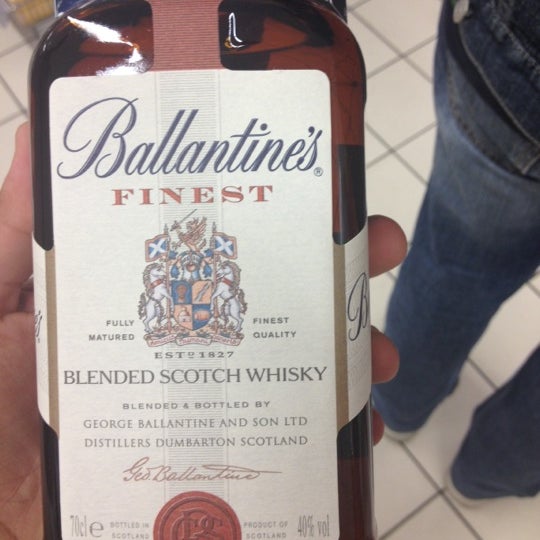 Ballantine's®
FINEST
FULLY MATURED
FINEST QUALITY
ESTD 1827
BLENDED SCOTCH WHISKY
BLENDED & BOTTLED BY
GEORGE BALLANTINE AND SON LTD
DISTILLERS DUMBARTON SCOTLAND
Geo Ballantine
70cl e
BOTTLED IN SCOTLAND
PRODUCT OF SCOTLAND
40% vol